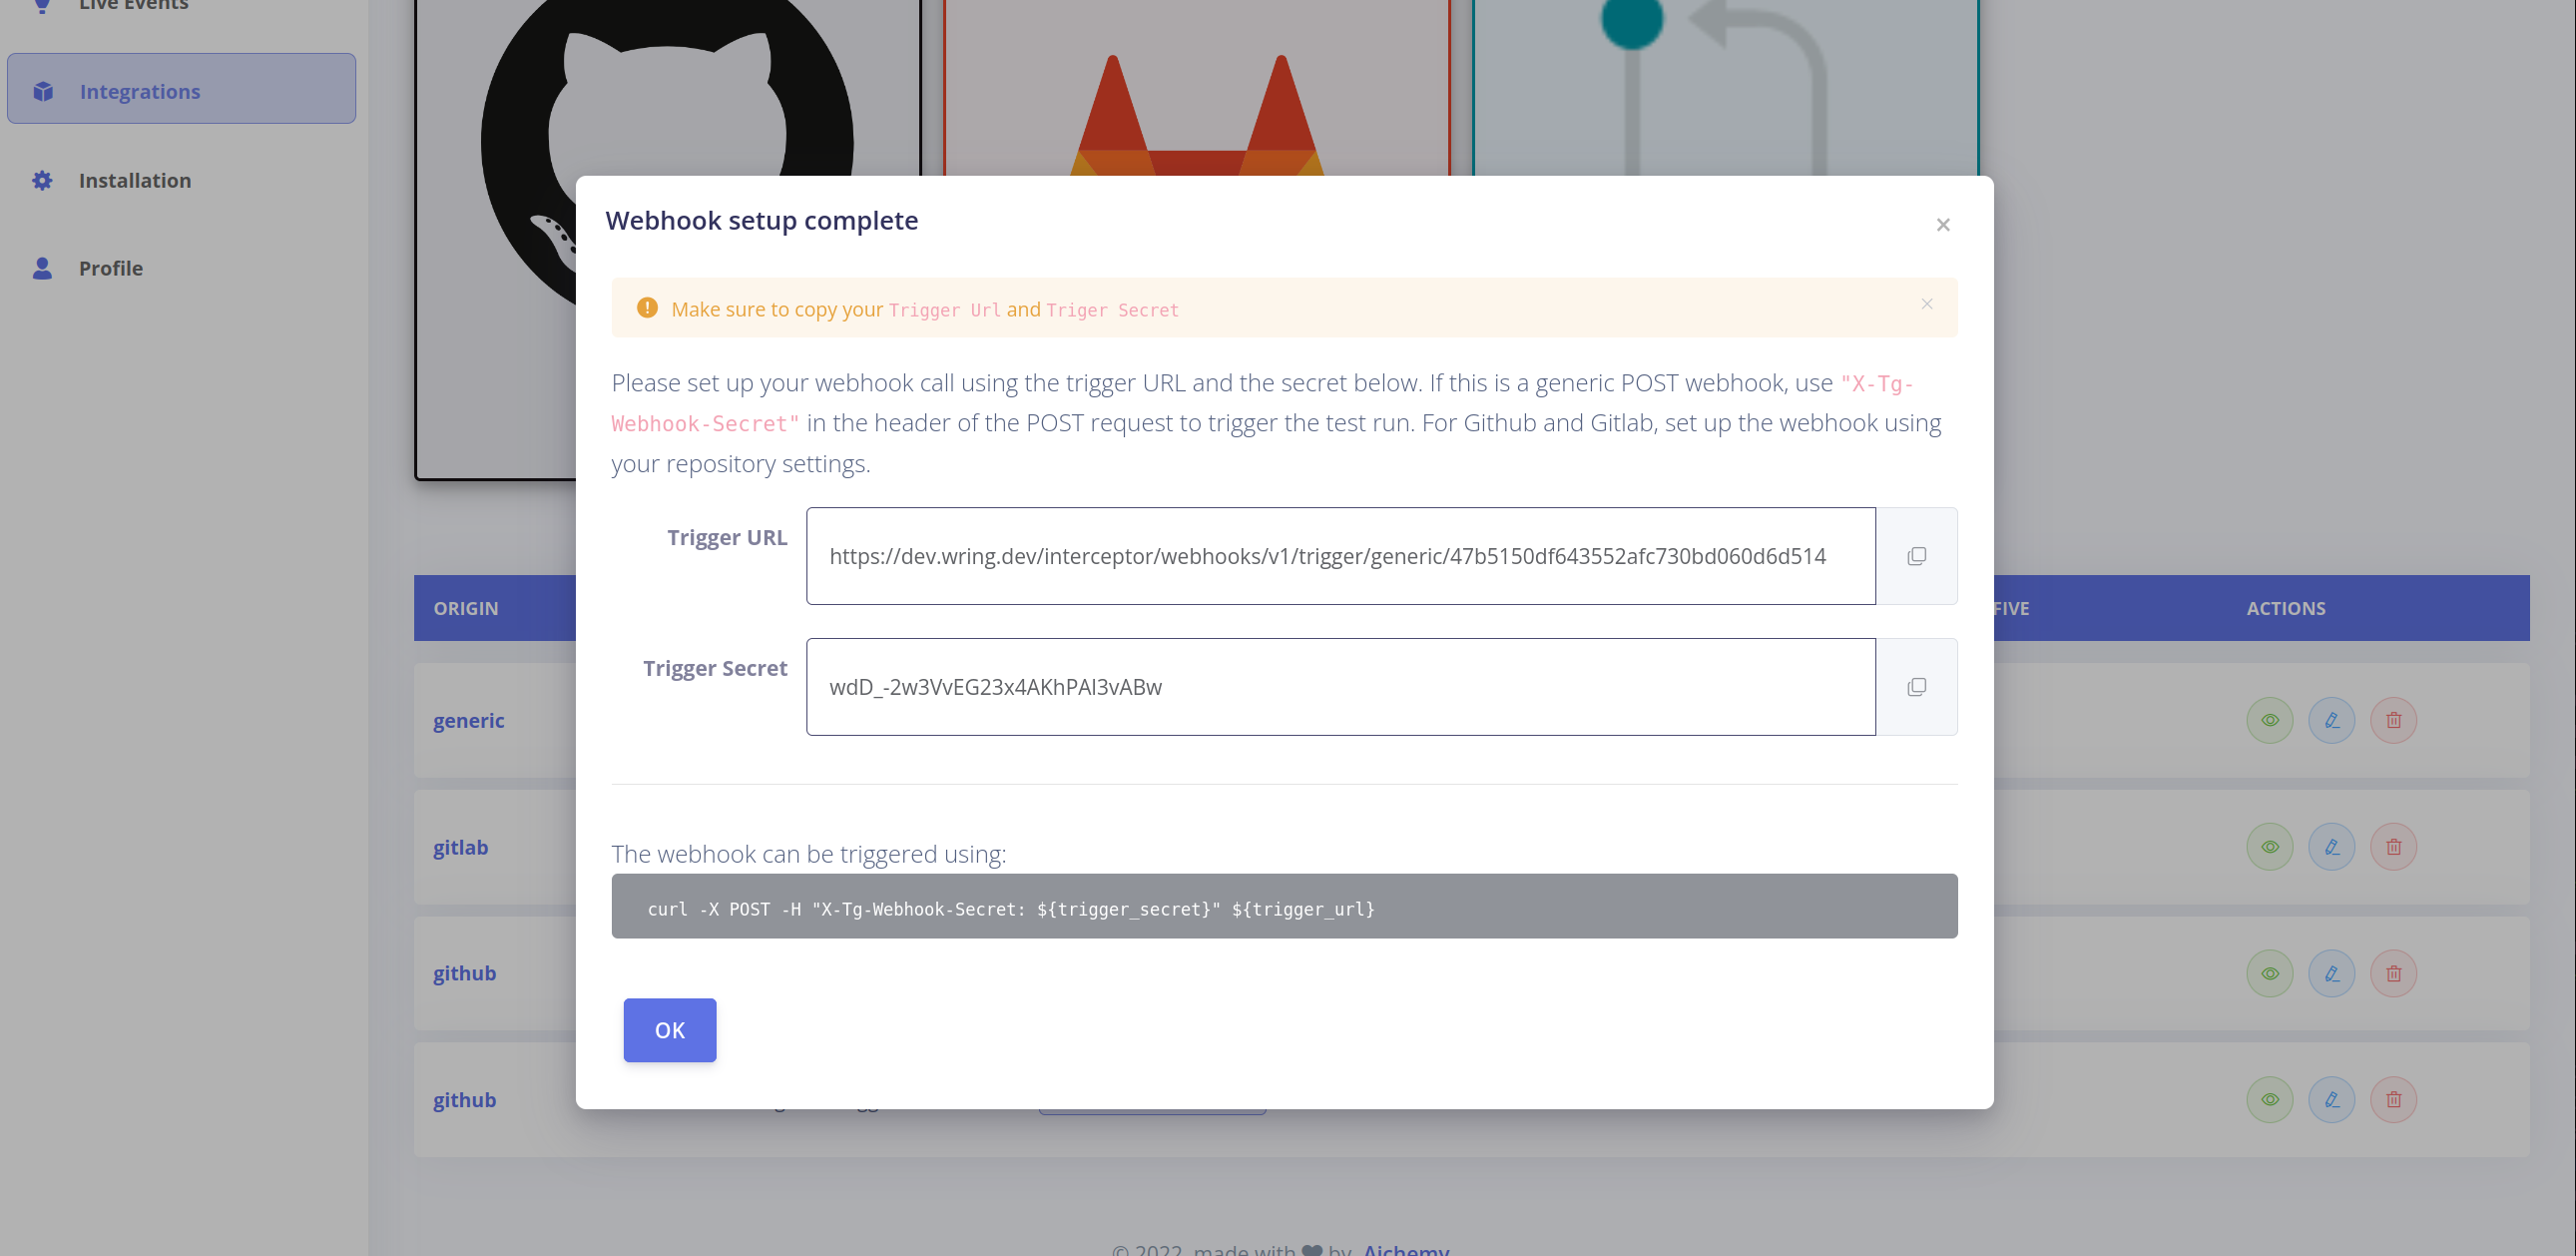 Live Events
Integrations
Installation
Profile
Webhook setup complete
Make sure to copy your Trigger Url and Triger Secret
Please set up your webhook call using the trigger URL and the secret below. If this is a generic POST webhook, use "X-Tg-
Webhook-Secret" in the header of the POST request to trigger the test run. For Github and Gitlab, set up the webhook using
your repository settings.
Trigger URL
https://dev.wring.dev/interceptor/webhooks/v1/trigger/generic/47b5150df643552afc730bd060d6d514
Trigger Secret
wdD_-2w3VvEG23x4AKhPAl3vABw
The webhook can be triggered using:
curl -X POST -H "X-Tg-Webhook-Secret: ${trigger_secret}" ${trigger_url}
OK
ORIGIN
ACTIONS
generic
gitlab
github
github
© 2022, made with by Aichemy